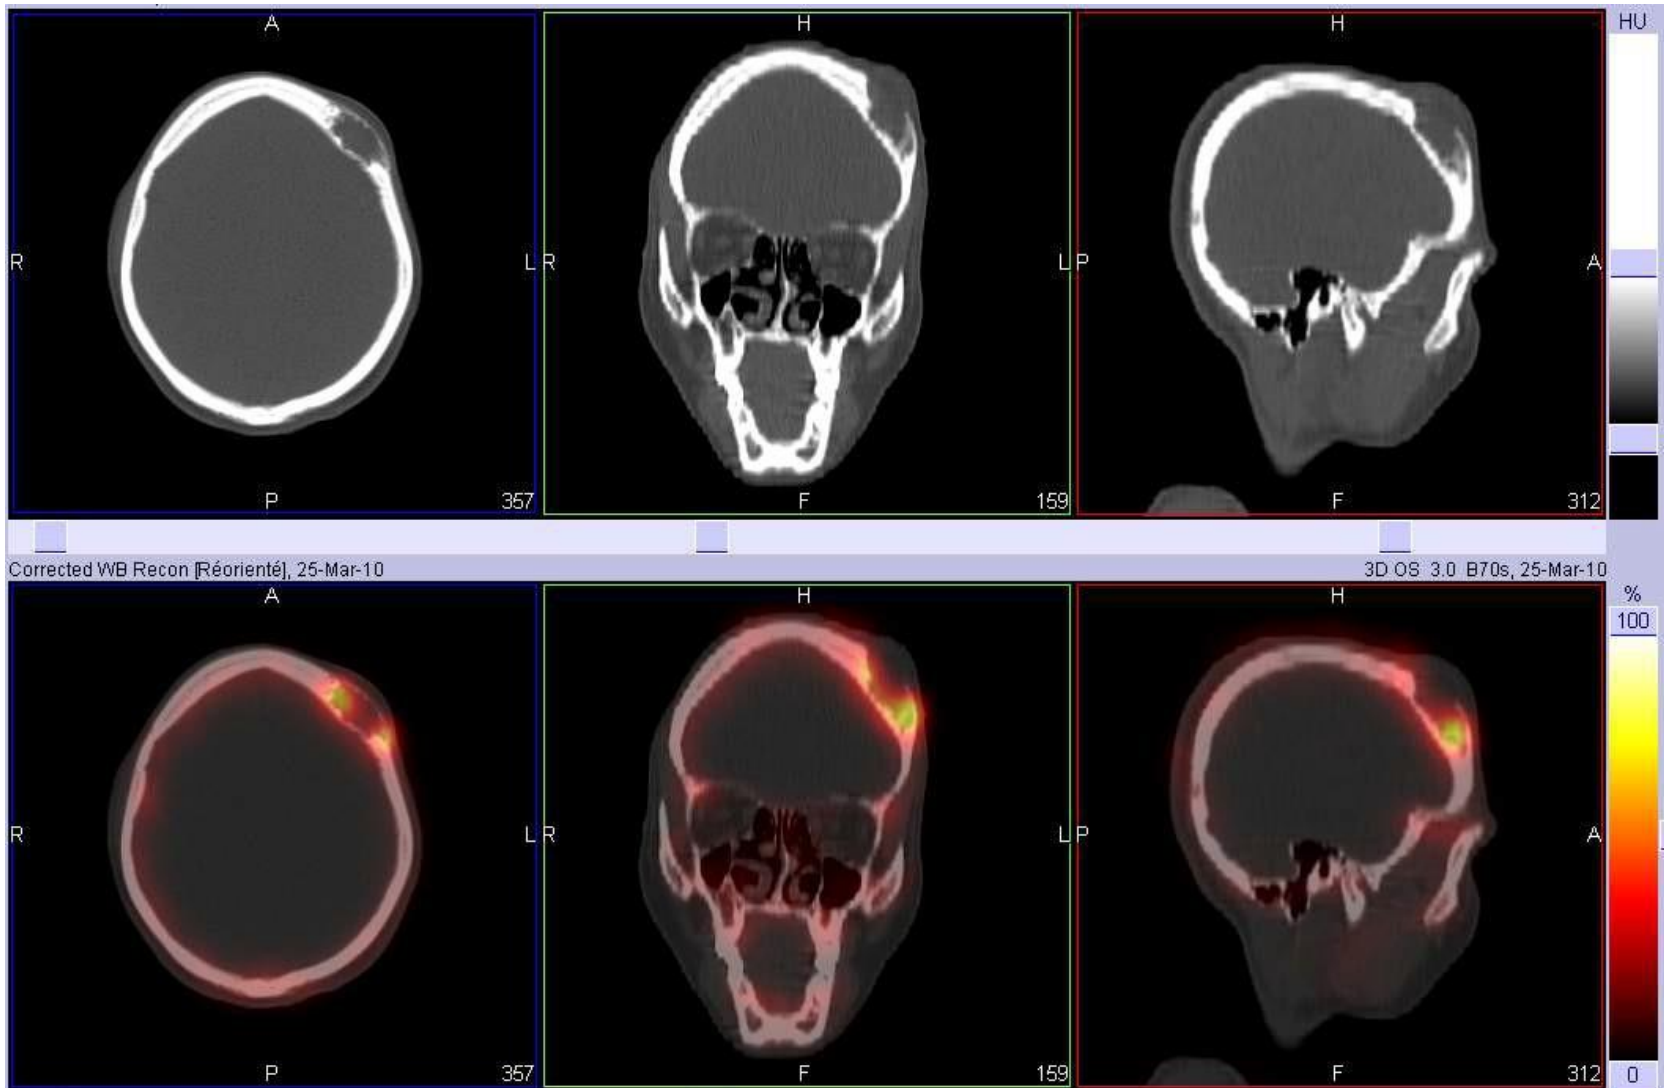 A H H HU
R L R L P A
P 357 F 159 F 312
Corrected WB Recon [Réorienté], 25-Mar-10 3D OS 3.0 B70s, 25-Mar-10
A H H %
100
R L R L P A
P 357 F 159 F 312 0